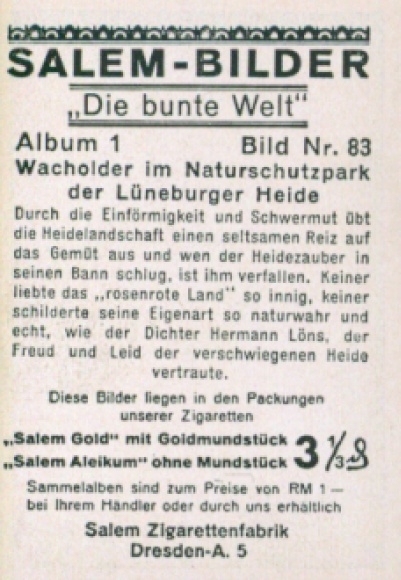 SALEM-BILDER
„Die bunte Welt"
Album 1 Bild Nr. 83
Wacholder im Naturschutzpark
der Lüneburger Heide
Durch die Einförmigkeit und Schwermut übt
die Heidelandschaft einen seltsamen Reiz auf
das Gemüt aus und wen der Heidezauber in
seinen Bann schlug, ist ihm verfallen. Keiner
liebte das „rosenrote Land" so innig, keiner
schilderte seine Eigenart so naturwahr und
echt, wie der Dichter Hermann Löns, der
Freud und Leid der verschwiegenen Heide
vertraute.
Diese Bilder liegen in den Packungen
unserer Zigaretten
„Salem Gold" mit Goldmundstück
„Salem Aleikum" ohne Mundstück
3 1/3 ₰
Sammelalben sind zum Preise von RM 1 —
bei Ihrem Händler oder durch uns erhältlich
Salem Zigarettenfabrik
Dresden-A. 5